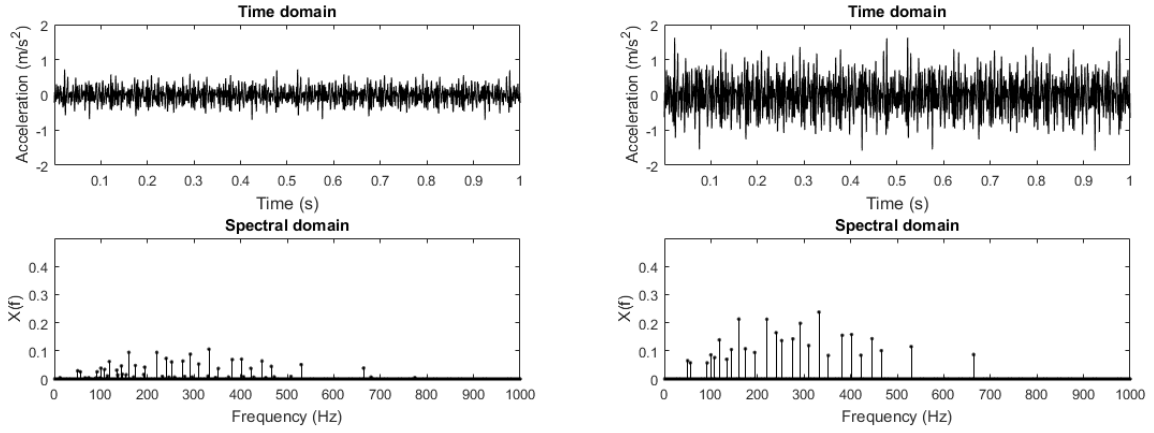 Time domain
2
1
0
-1
-2
Acceleration (m/s²)
0.1 0.2 0.3 0.4 0.5 0.6 0.7 0.8 0.9 1
Time (s)
Spectral domain
0.4
0.3
0.2
0.1
0
X(f)
0 100 200 300 400 500 600 700 800 900 1000
Frequency (Hz)
Time domain
2
1
0
-1
-2
Acceleration (m/s²)
0.1 0.2 0.3 0.4 0.5 0.6 0.7 0.8 0.9 1
Time (s)
Spectral domain
0.4
0.3
0.2
0.1
0
X(f)
0 100 200 300 400 500 600 700 800 900 1000
Frequency (Hz)